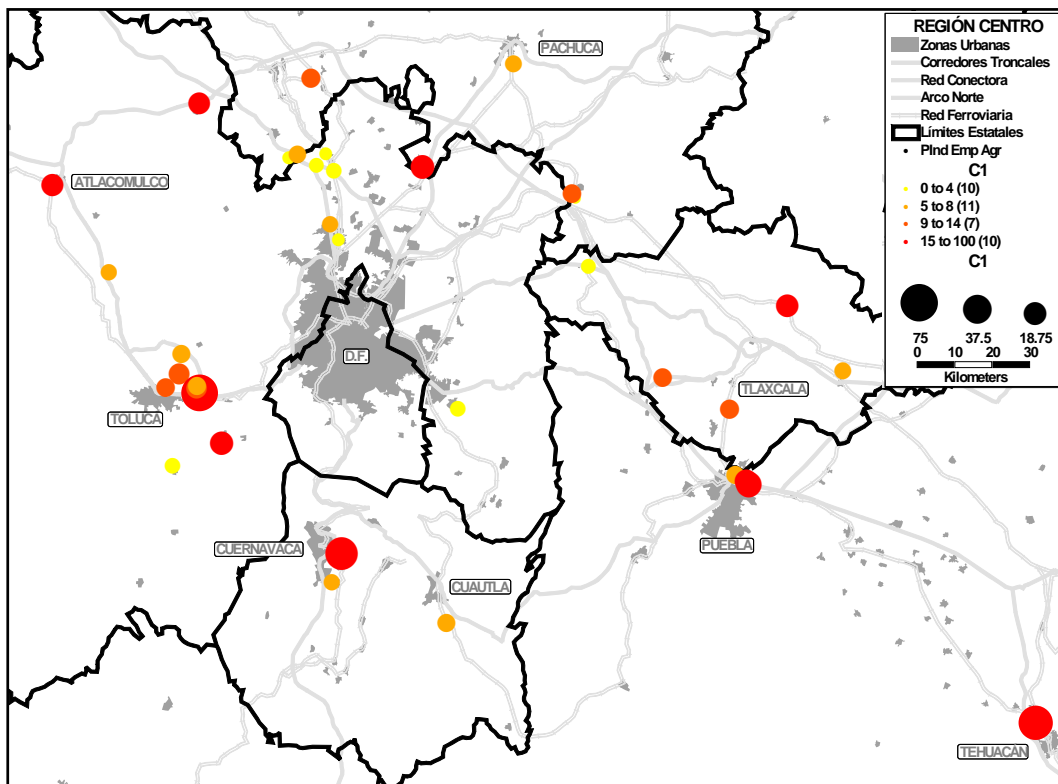 PACHUCA
ATLACOMULCO
D.F.
TOLUCA
TLAXCALA
CUERNAVACA
CUAUTLA
PUEBLA
TEHUACÁN
REGIÓN CENTRO
Zonas Urbanas
Corredores Troncales
Red Conectora
Arco Norte
Red Ferroviaria
Límites Estatales
PInd Emp Agr
C1
0 to 4 (10)
5 to 8 (11)
9 to 14 (7)
15 to 100 (10)
C1
75 37.5 18.75
0 10 20 30
Kilometers